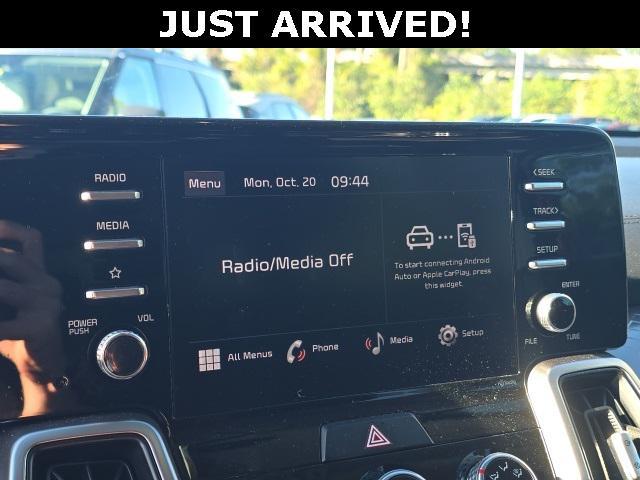 JUST ARRIVED!
RADIO
MEDIA
POWER
PUSH
VOL
Menu Mon, Oct. 20 09:44
Radio/Media Off
To start connecting Android
Auto or Apple CarPlay, press
this widget.
All Menus
Phone
Media
Setup
<SEEK
TRACK>
SETUP
ENTER
FILE
TUNE